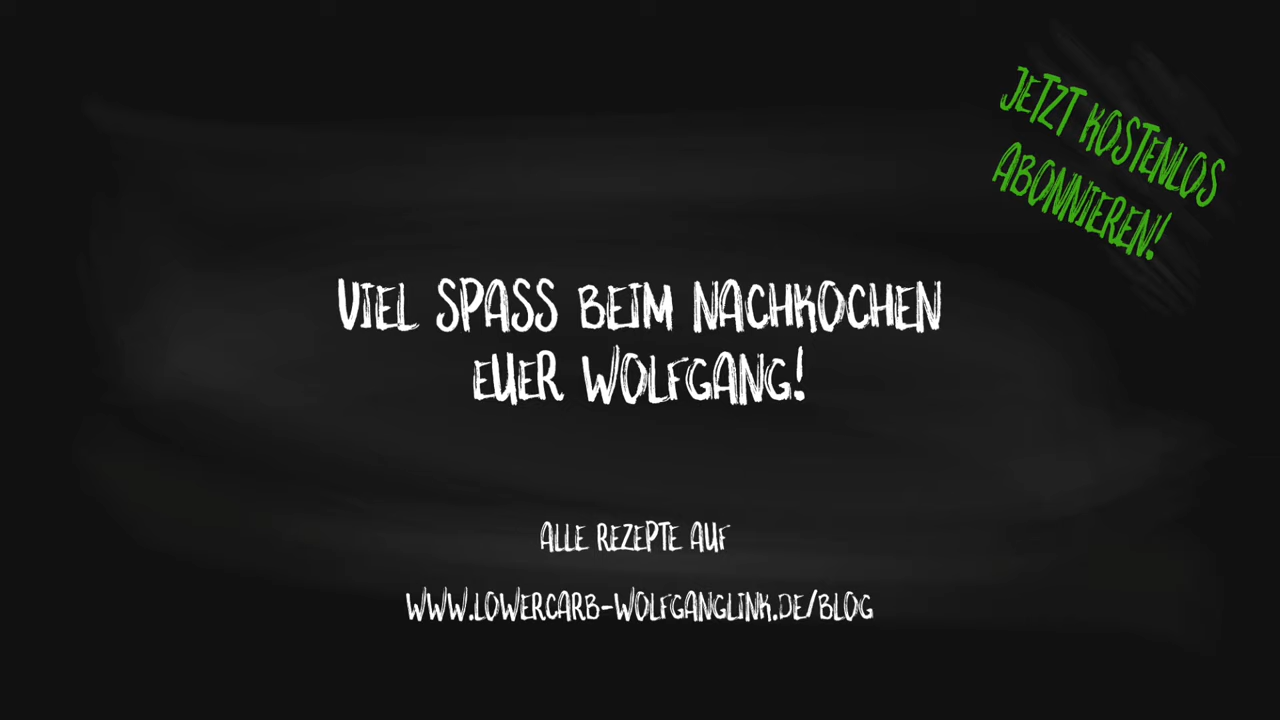 JETZT KOSTENLOS
ABONNIEREN!
VIEL SPASS BEIM NACHKOCHEN
EUER WOLFGANG!
ALLE REZEPTE AUF
WWW.LOWERCARB-WOLFGANGLINK.DE/BLOG